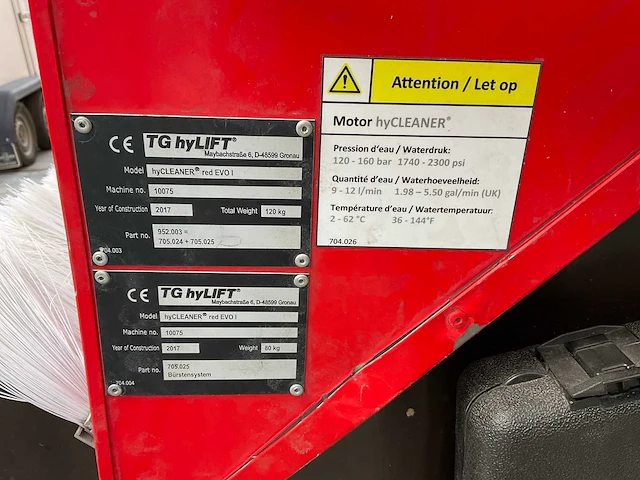 CE TG hyLIFT®
Maybachstraße 6, D-48599 Gronau
Model hyCLEANER® red EVO I
Machine no. 10075
Year of Construction 2017 Total Weight 120 kg
Part no. 952.003 =
705.024 + 705.025
704.003
CE TG hyLIFT®
Maybachstraße 6, D-48599 Gronau
Model hyCLEANER® red EVO I
Machine no. 10075
Year of Construction 2017 Weight 80 kg
Part no. 705.025
Bürstensystem
704.004
Attention / Let op
Motor hyCLEANER®
Pression d'eau / Waterdruk:
120 - 160 bar 1740 - 2300 psi
Quantité d'eau / Waterhoeveelheid:
9 - 12 l/min 1.98 – 5.50 gal/min (UK)
Température d'eau / Watertemperatuur:
2 - 62 °C 36 - 144°F
704.026